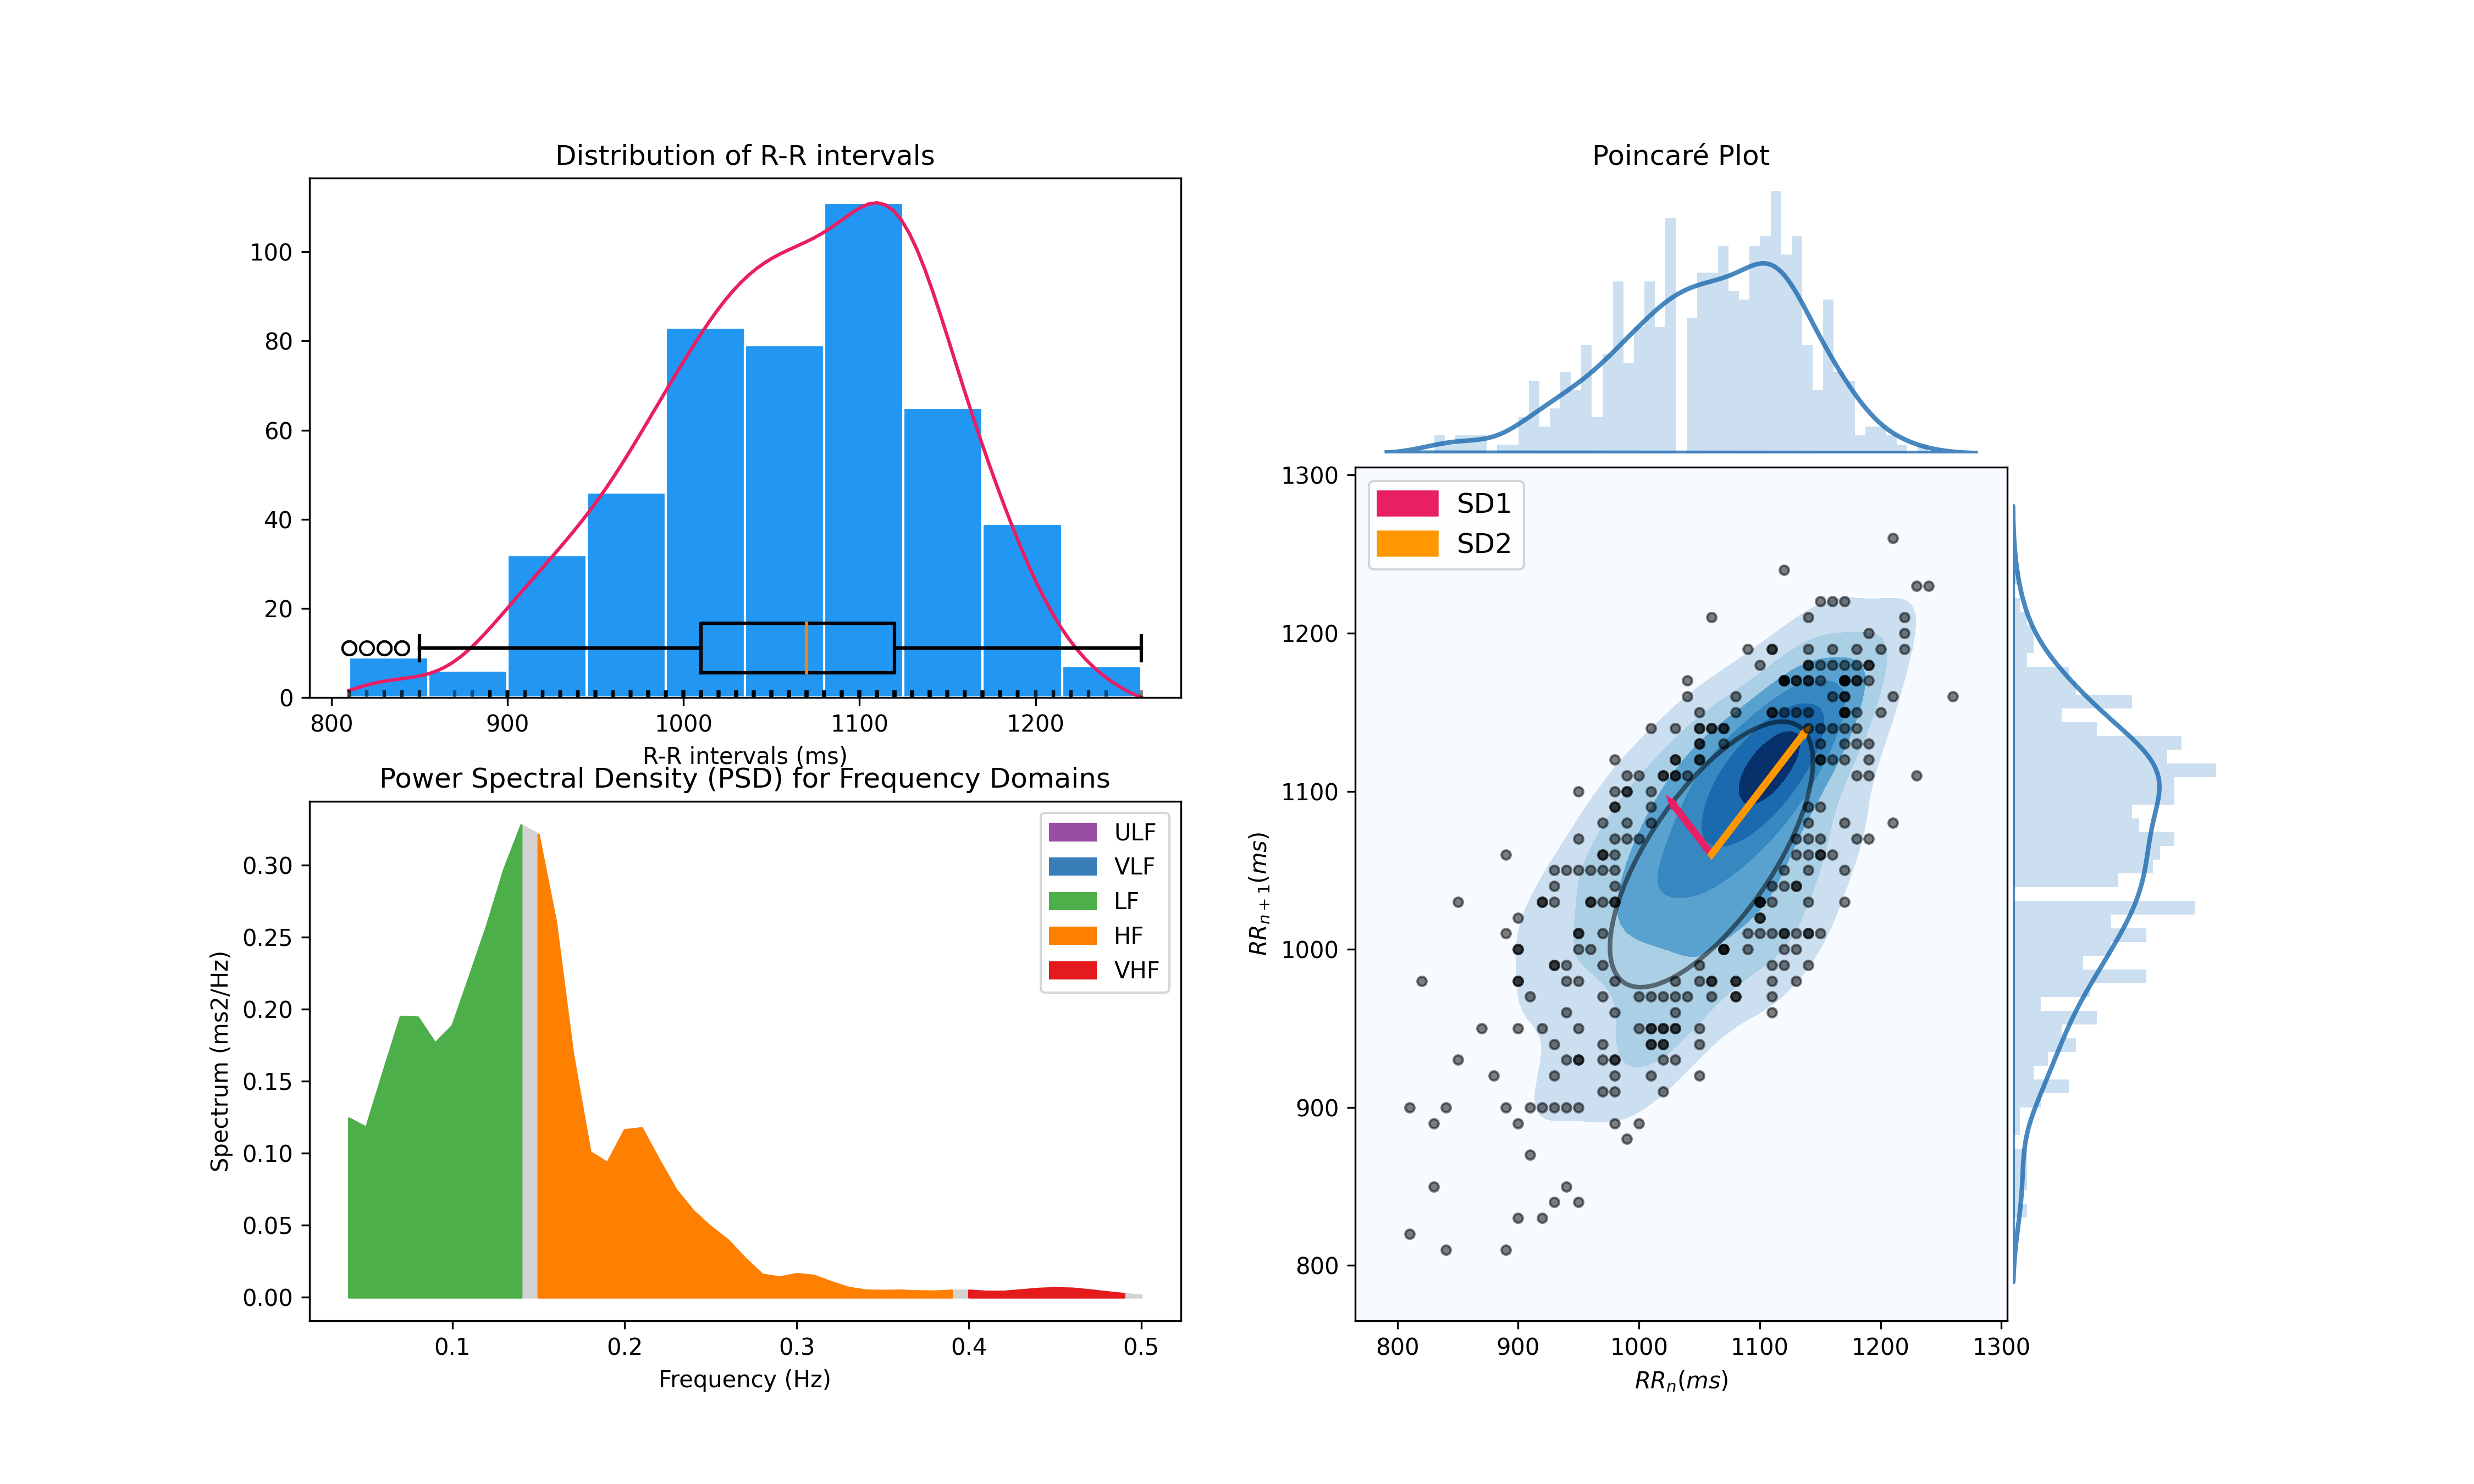 Distribution of R-R intervals
100
80
60
40
20
0
800 900 1000 1100 1200
R-R intervals (ms)
Power Spectral Density (PSD) for Frequency Domains
Spectrum (ms2/Hz)
0.30
0.25
0.20
0.15
0.10
0.05
0.00
ULF
VLF
LF
HF
VHF
0.1 0.2 0.3 0.4 0.5
Frequency (Hz)
Poincaré Plot
SD1
SD2
RRn+1(ms)
1300
1200
1100
1000
900
800
800 900 1000 1100 1200 1300
RRn(ms)